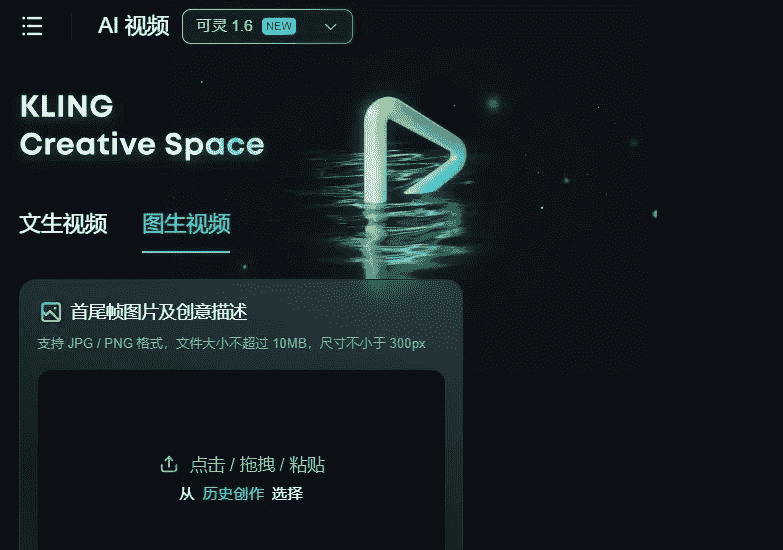 AI 视频 可灵 1.6 NEW
KLING
Creative Space
文生视频 图生视频
首尾帧图片及创意描述
支持 JPG / PNG 格式，文件大小不超过 10MB，尺寸不小于 300px
点击 / 拖拽 / 粘贴
从 历史创作 选择